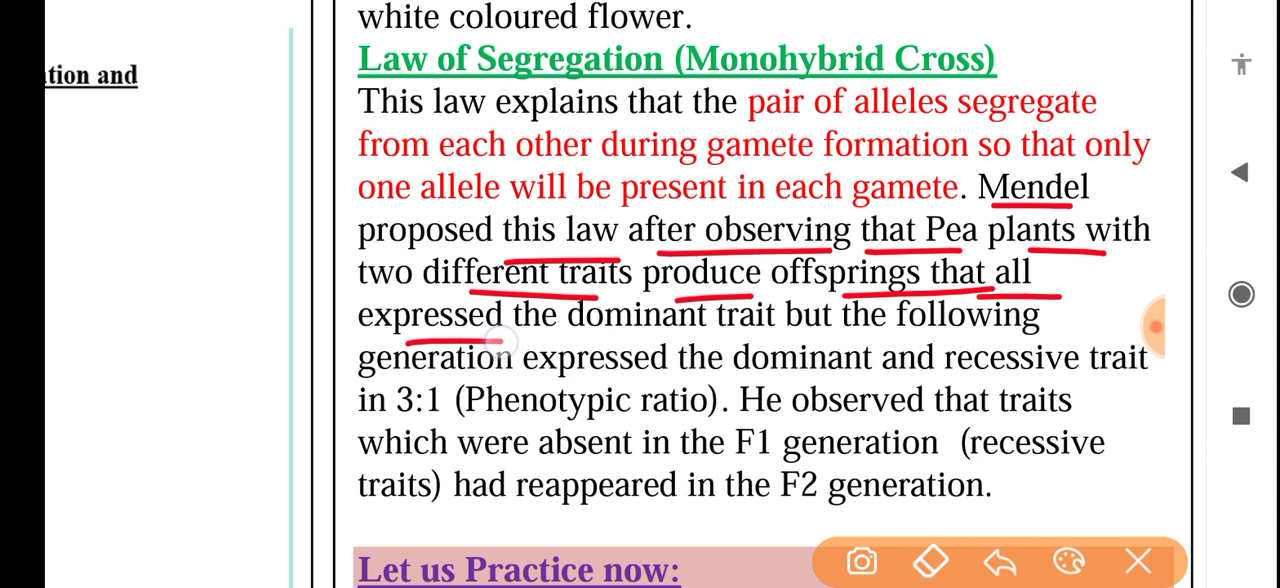 white coloured flower.
Law of Segregation (Monohybrid Cross)
tion and
This law explains that the pair of alleles segregate
from each other during gamete formation so that only
one allele will be present in each gamete. Mendel
proposed this law after observing that Pea plants with
two different traits produce offsprings that all
expressed the dominant trait but the following
generation expressed the dominant and recessive trait
in 3:1 (Phenotypic ratio). He observed that traits
which were absent in the F1 generation (recessive
traits) had reappeared in the F2 generation.
Let us Practice now: